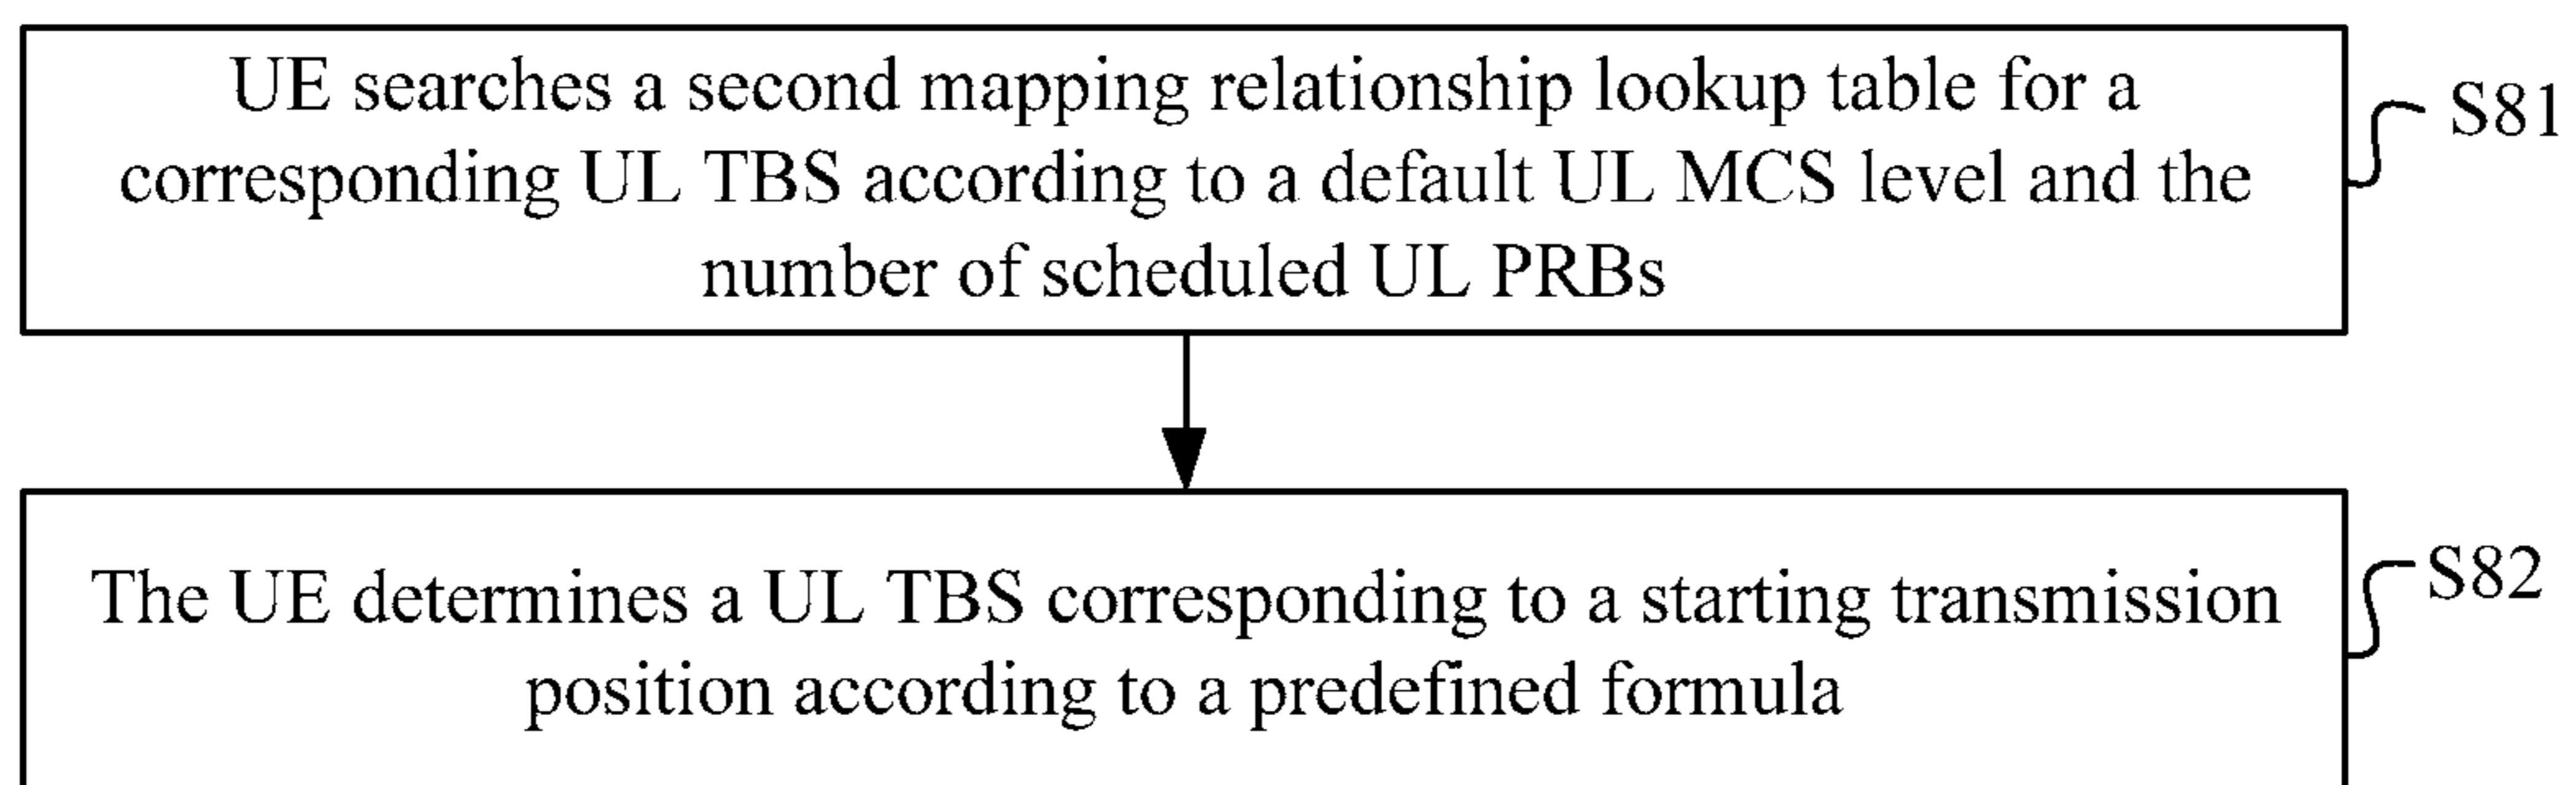 UE searches a second mapping relationship lookup table for a
corresponding UL TBS according to a default UL MCS level and the
number of scheduled UL PRBs
S81
The UE determines a UL TBS corresponding to a starting transmission
position according to a predefined formula
S82